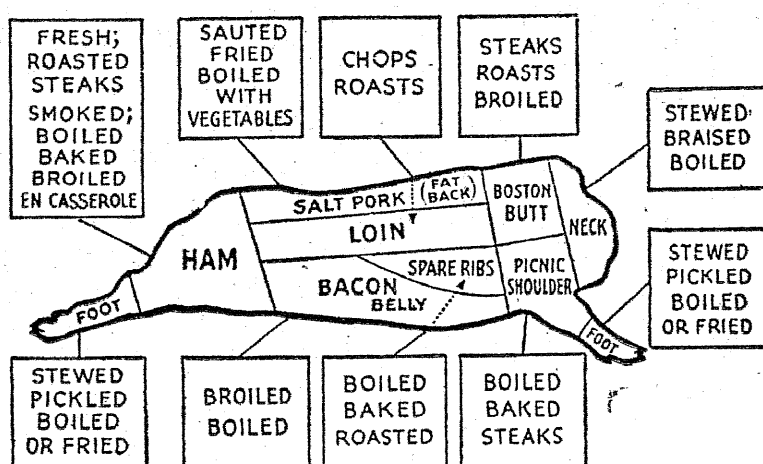 FRESH;
ROASTED
STEAKS
SMOKED;
BOILED
BAKED
BROILED
EN CASSEROLE
SAUTED
FRIED
BOILED
WITH
VEGETABLES
CHOPS
ROASTS
STEAKS
ROASTS
BROILED
STEWED
BRAISED
BOILED
SALT PORK
(FAT BACK)
LOIN
BOSTON
BUTT
NECK
HAM
BACON
BELLY
SPARE RIBS
PICNIC
SHOULDER
FOOT
FOOT
STEWED
PICKLED
BOILED
OR FRIED
STEWED
PICKLED
BOILED
OR FRIED
BROILED
BOILED
BOILED
BAKED
ROASTED
BOILED
BAKED
STEAKS